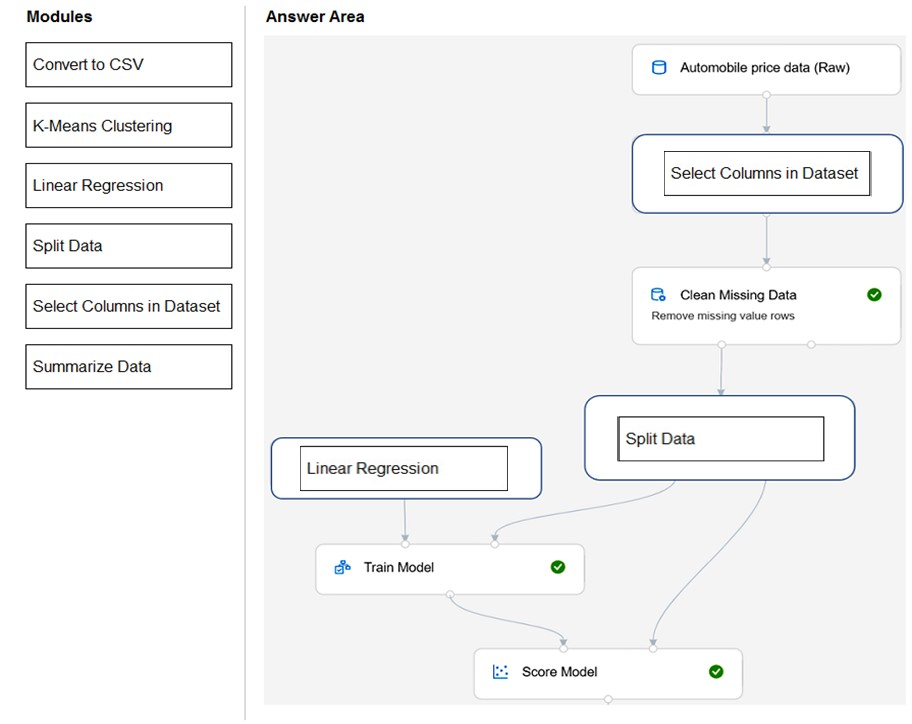 Modules
Convert to CSV
K-Means Clustering
Linear Regression
Split Data
Select Columns in Dataset
Summarize Data
Answer Area
Automobile price data (Raw)
Select Columns in Dataset
Clean Missing Data
Remove missing value rows
Split Data
Linear Regression
Train Model
Score Model